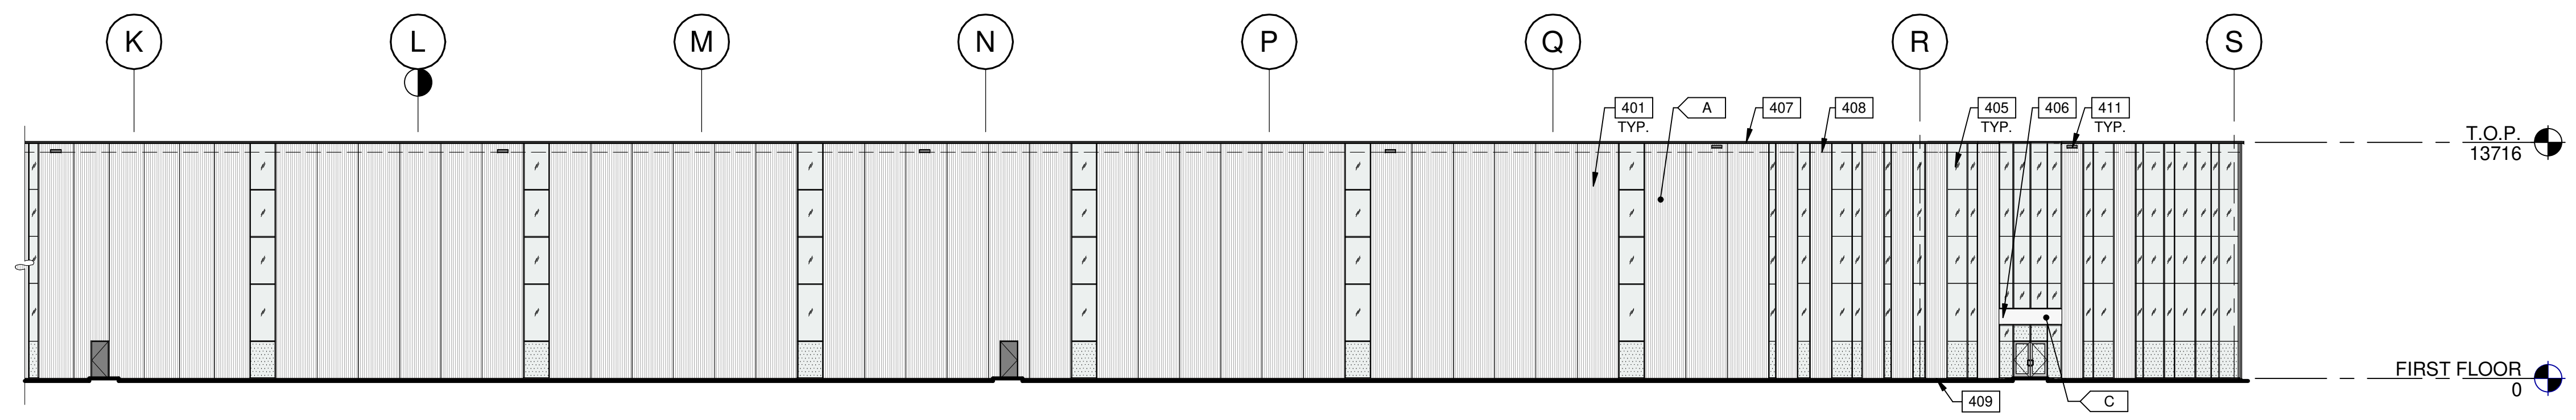 K
L
M
N
P
Q
R
S
401
TYP.
A
407
408
405
TYP.
406
411
TYP.
T.O.P.
13716
FIRST FLOOR
0
409
C